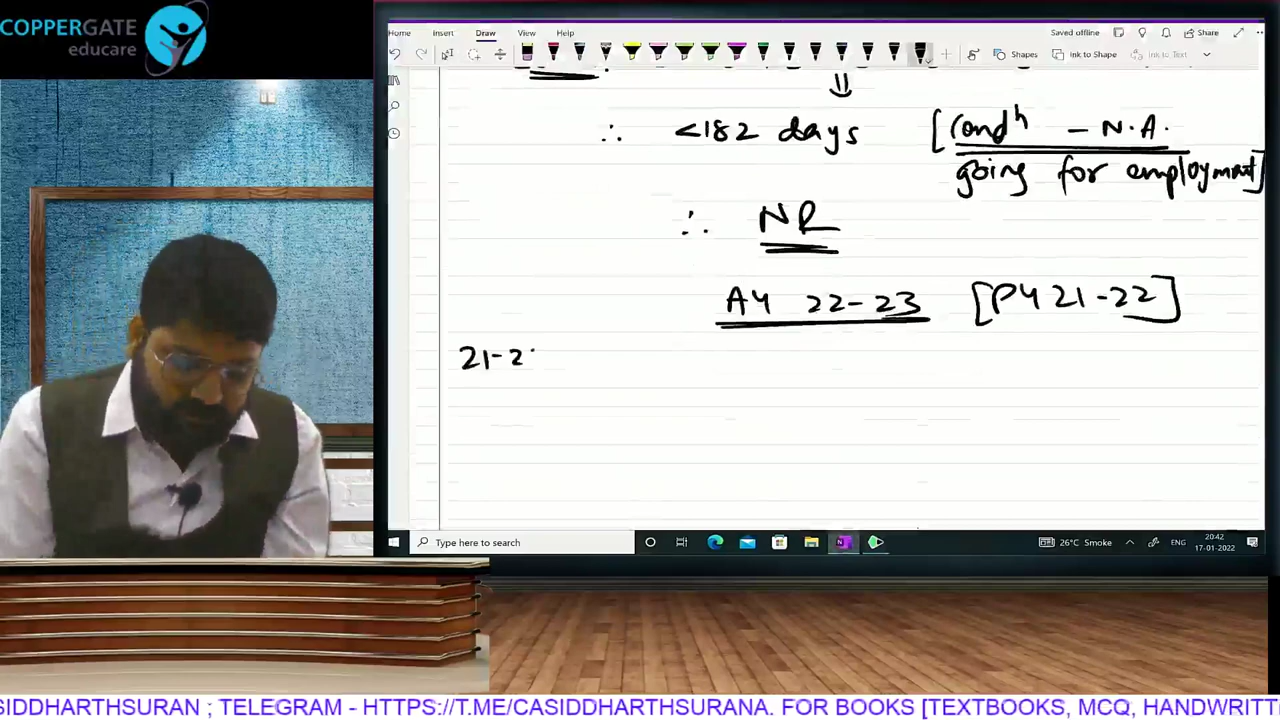 COPPERGATE
educare
Home Insert Draw View Help
Saved offline
Share
Shapes
Ink to Shape
Ink to Text
⇓
∴ <182 days [condn – N.A.
going for employment]
∴ NR
AY 22-23 [PY 21-22]
21-2
Type here to search
26°C Smoke
ENG
20:42
17-01-2022
SIDDHARTHSURAN ; TELEGRAM - HTTPS://T.ME/CASIDDHARTHSURANA. FOR BOOKS [TEXTBOOKS, MCQ, HANDWRITT